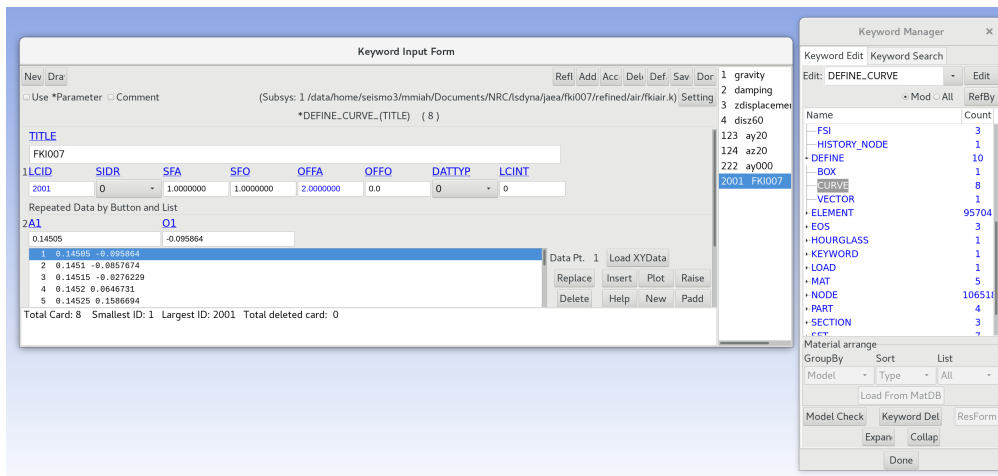 Keyword Input Form
New Dra Refl Add Acc Del Def Sav Dor
Use *Parameter Comment (Subsys: 1 /data/home/seismo3/mmiah/Documents/NRC/lsdyna/jaea/fki007/refined/air/fkiair.k) Setting
*DEFINE_CURVE_(TITLE) ( 8 )
TITLE
FKI007
1 LCID SIDR SFA SFO OFFA OFFO DATTYP LCINT
2001 0 1.0000000 1.0000000 2.0000000 0.0 0 0
Repeated Data by Button and List
2 A1 O1
0.14505 -0.095864
1 0.14505 -0.095864
2 0.1451 -0.0857674
3 0.14515 -0.0276229
4 0.1452 0.0646731
5 0.14525 0.1586694
Data Pt. 1 Load XYData
Replace Insert Plot Raise
Delete Help New Padd
Total Card: 8 Smallest ID: 1 Largest ID: 2001 Total deleted card: 0
1 gravity
2 damping
3 zdisplacemer
4 disz60
123 ay20
124 az20
222 ay000
2001 FKI007
Keyword Manager ×
Keyword Edit Keyword Search
Edit: DEFINE_CURVE Edit
Mod All RefBy
Name Count
FSI 3
HISTORY_NODE 1
DEFINE 10
BOX 1
CURVE 8
VECTOR 1
ELEMENT 95704
EOS 3
HOURGLASS 1
KEYWORD 1
LOAD 1
MAT 5
NODE 10651
PART 4
SECTION 3
SET 7
Material arrange
GroupBy Sort List
Model Type All
Load From MatDB
Model Check Keyword Del ResForm
Expan Collap
Done